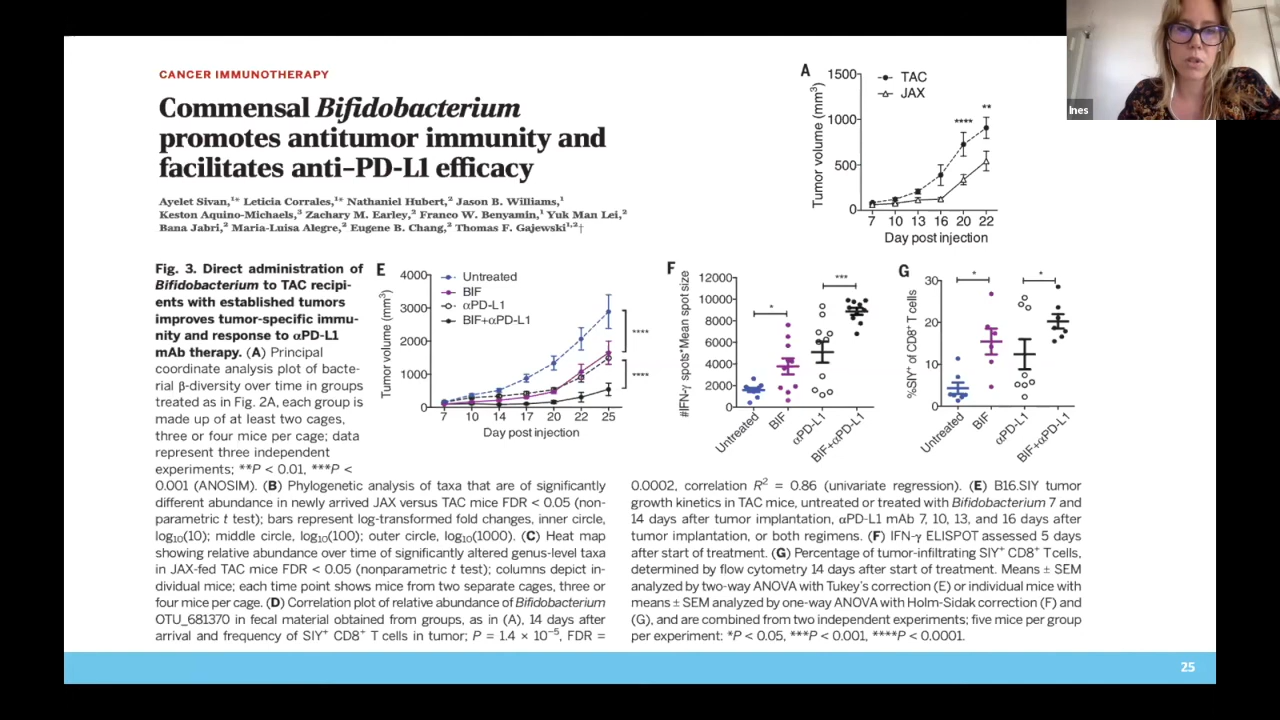 CANCER IMMUNOTHERAPY
Commensal Bifidobacterium
promotes antitumor immunity and
facilitates anti–PD-L1 efficacy
Ayelet Sivan,¹* Leticia Corrales,¹* Nathaniel Hubert,² Jason B. Williams,¹
Keston Aquino-Michaels,³ Zachary M. Earley,² Franco W. Benyamin,¹ Yuk Man Lei,²
Bana Jabri,² Maria-Luisa Alegre,² Eugene B. Chang,² Thomas F. Gajewski¹,²†
A
TAC
JAX
Tumor volume (mm³)
1500
1000
500
0
****
**
7 10 13 16 20 22
Day post injection
Ines
Fig. 3. Direct administration of
Bifidobacterium to TAC recipi-
ents with established tumors
improves tumor-specific immu-
nity and response to αPD-L1
mAb therapy. (A) Principal
coordinate analysis plot of bacte-
rial β-diversity over time in groups
treated as in Fig. 2A, each group is
made up of at least two cages,
three or four mice per cage; data
represent three independent
experiments; **P < 0.01, ***P <
0.001 (ANOSIM). (B) Phylogenetic analysis of taxa that are of significantly
different abundance in newly arrived JAX versus TAC mice FDR < 0.05 (non-
parametric t test); bars represent log-transformed fold changes, inner circle,
log₁₀(10); middle circle, log₁₀(100); outer circle, log₁₀(1000). (C) Heat map
showing relative abundance over time of significantly altered genus-level taxa
in JAX-fed TAC mice FDR < 0.05 (nonparametric t test); columns depict in-
dividual mice; each time point shows mice from two separate cages, three or
four mice per cage. (D) Correlation plot of relative abundance of Bifidobacterium
OTU_681370 in fecal material obtained from groups, as in (A), 14 days after
arrival and frequency of SIY⁺ CD8⁺ T cells in tumor; P = 1.4 × 10⁻⁵, FDR =
E
Untreated
BIF
αPD-L1
BIF+αPD-L1
Tumor volume (mm³)
4000
3000
2000
1000
0
****
****
7 10 14 17 20 22 25
Day post injection
F
#IFN-γ spots*Mean spot size
12000
10000
8000
6000
4000
2000
0
*
***
Untreated
BIF
αPD-L1
BIF+αPD-L1
G
%SIY⁺ of CD8⁺ T cells
30
20
10
0
*
*
Untreated
BIF
αPD-L1
BIF+αPD-L1
0.0002, correlation R² = 0.86 (univariate regression). (E) B16.SIY tumor
growth kinetics in TAC mice, untreated or treated with Bifidobacterium 7 and
14 days after tumor implantation, αPD-L1 mAb 7, 10, 13, and 16 days after
tumor implantation, or both regimens. (F) IFN-γ ELISPOT assessed 5 days
after start of treatment. (G) Percentage of tumor-infiltrating SIY⁺ CD8⁺ T cells,
determined by flow cytometry 14 days after start of treatment. Means ± SEM
analyzed by two-way ANOVA with Tukey's correction (E) or individual mice with
means ± SEM analyzed by one-way ANOVA with Holm-Sidak correction (F) and
(G), and are combined from two independent experiments; five mice per group
per experiment: *P < 0.05, ***P < 0.001, ****P < 0.0001.
25